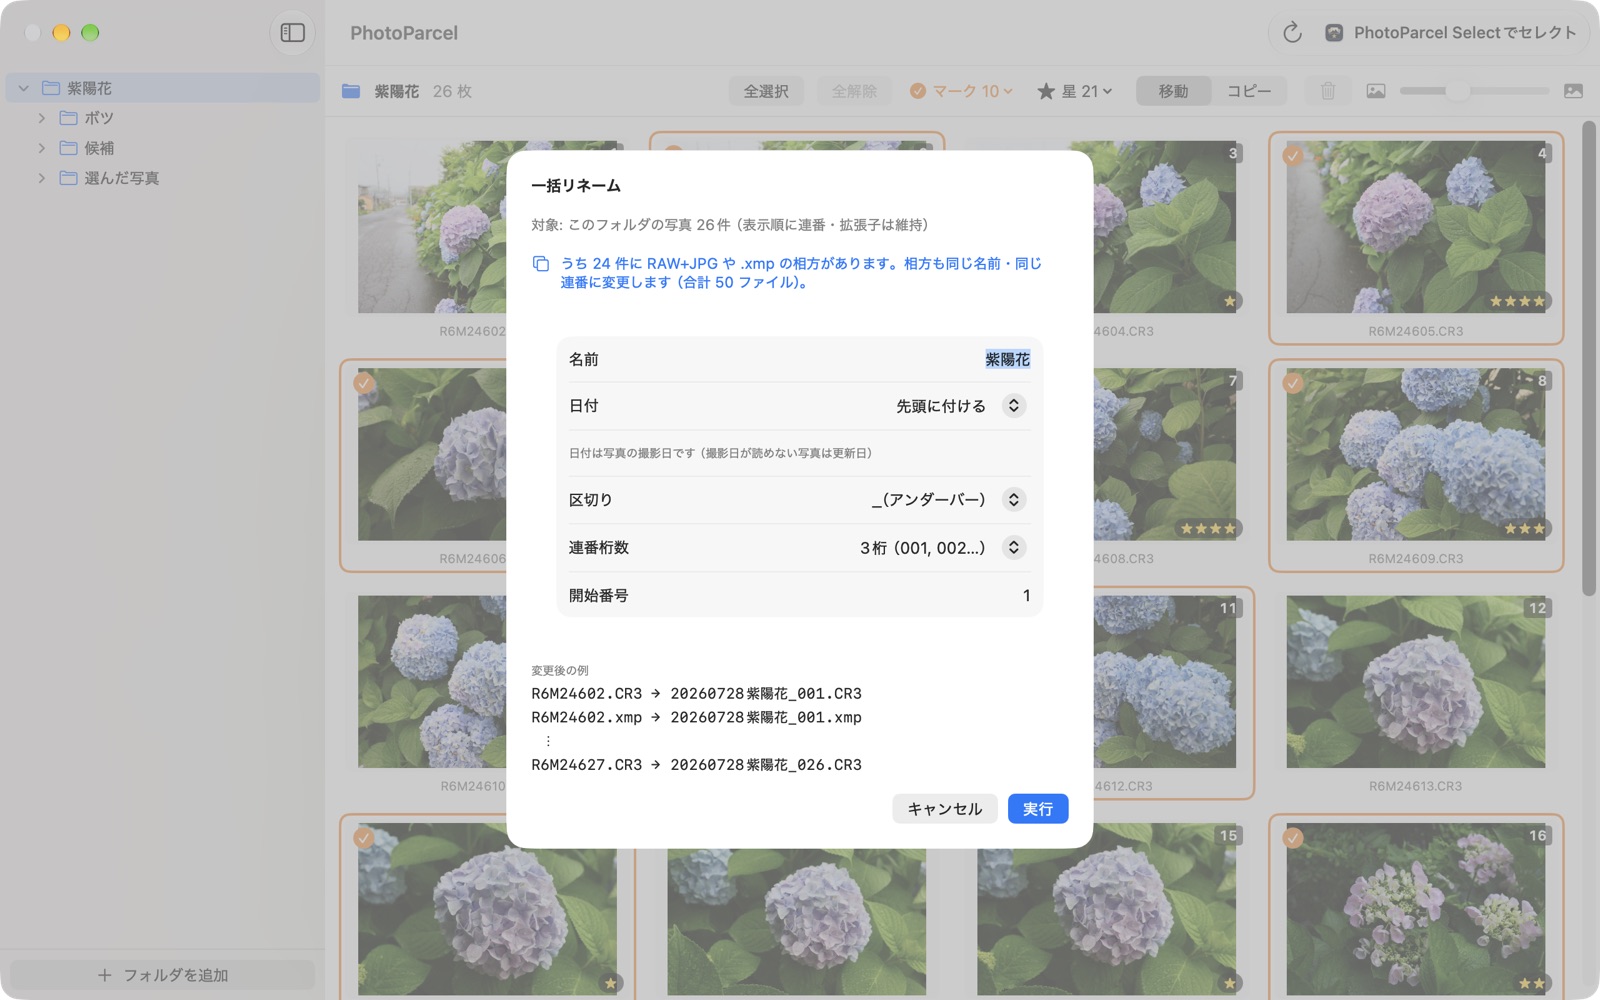 PhotoParcel
PhotoParcel Selectでセレクト
紫陽花
ボツ
候補
選んだ写真
紫陽花 26 枚
全選択
全解除
マーク 10
星 21
移動
コピー
3
4
一括リネーム
対象: このフォルダの写真 26 件（表示順に連番・拡張子は維持）
うち 24 件に RAW+JPG や .xmp の相方があります。相方も同じ名前・同じ
連番に変更します（合計 50 ファイル）。
R6M24602
4604.CR3
R6M24605.CR3
名前 紫陽花
日付 先頭に付ける
日付は写真の撮影日です（撮影日が読めない写真は更新日）
区切り _（アンダーバー）
連番桁数 3 桁（001, 002...）
開始番号 1
7
8
R6M24606
4608.CR3
R6M24609.CR3
11
12
変更後の例
R6M24602.CR3 → 20260728紫陽花_001.CR3
R6M24602.xmp → 20260728紫陽花_001.xmp
⋮
R6M24627.CR3 → 20260728紫陽花_026.CR3
R6M24610
4612.CR3
R6M24613.CR3
キャンセル
実行
15
16
フォルダを追加